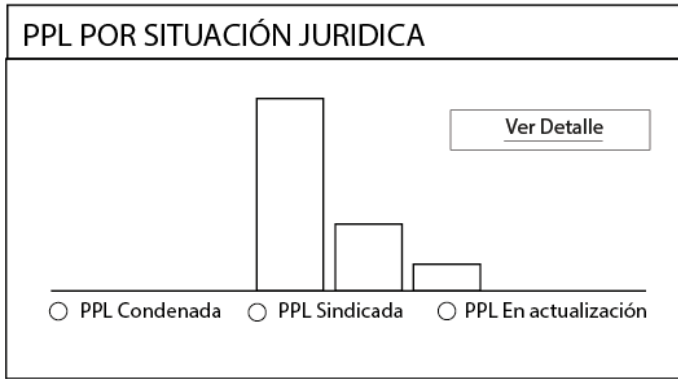 PPL POR SITUACIÓN JURIDICA
Ver Detalle
PPL Condenada PPL Sindicada PPL En actualización